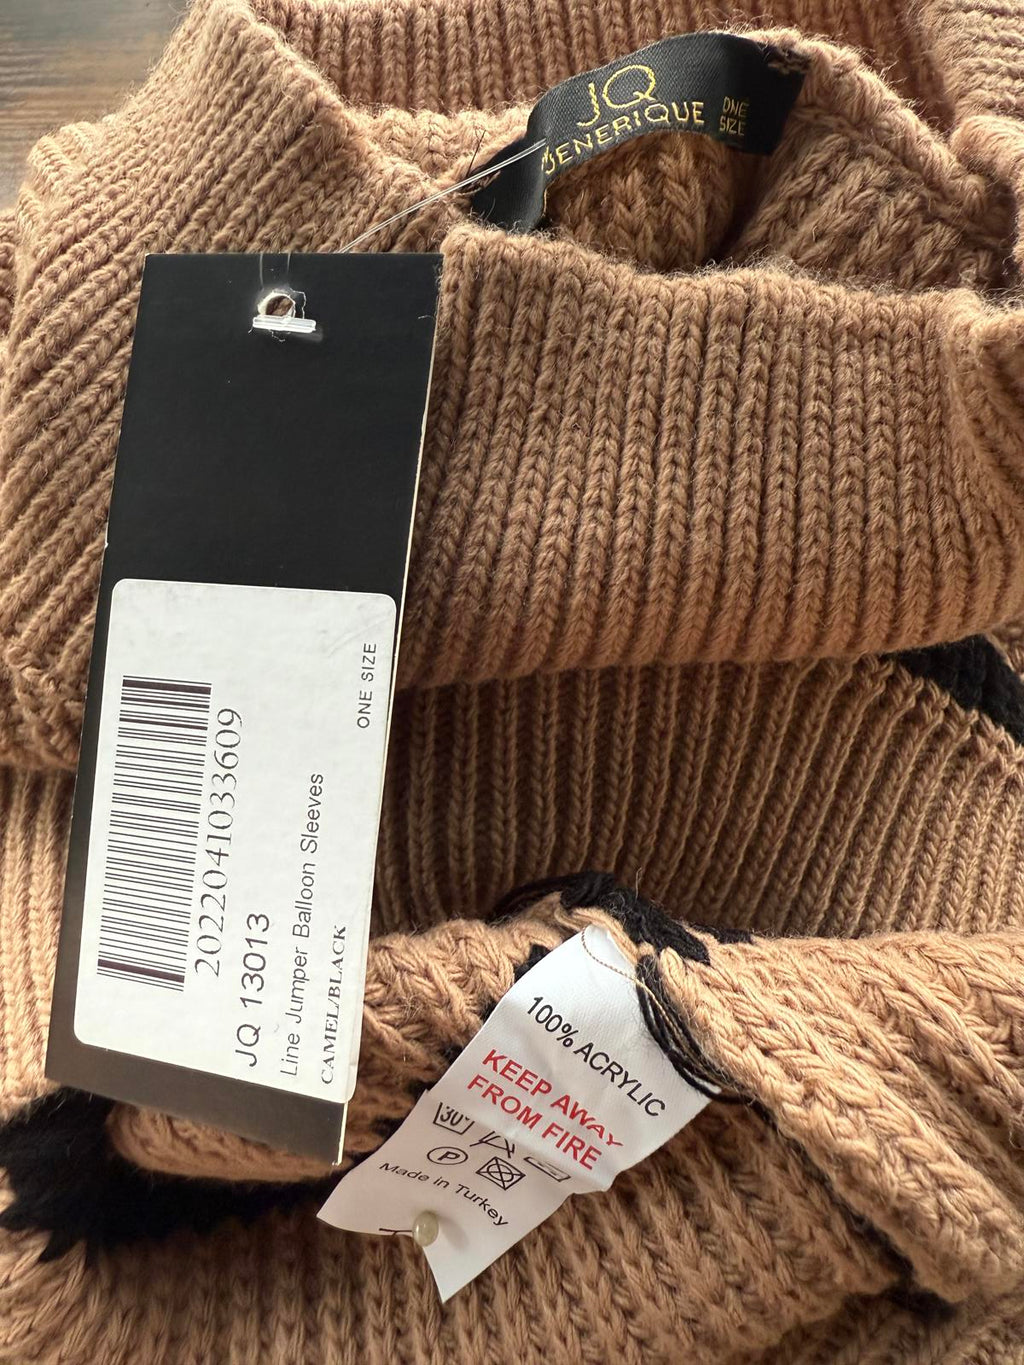 JQ
JENERIQUE
ONE
SIZE
ONE SIZE
2022041033609
JQ 13013
Line Jumper Balloon Sleeves
CAMEL/BLACK
100% ACRYLIC
KEEP AWAY
FROM FIRE
30°
P
Made in Turkey